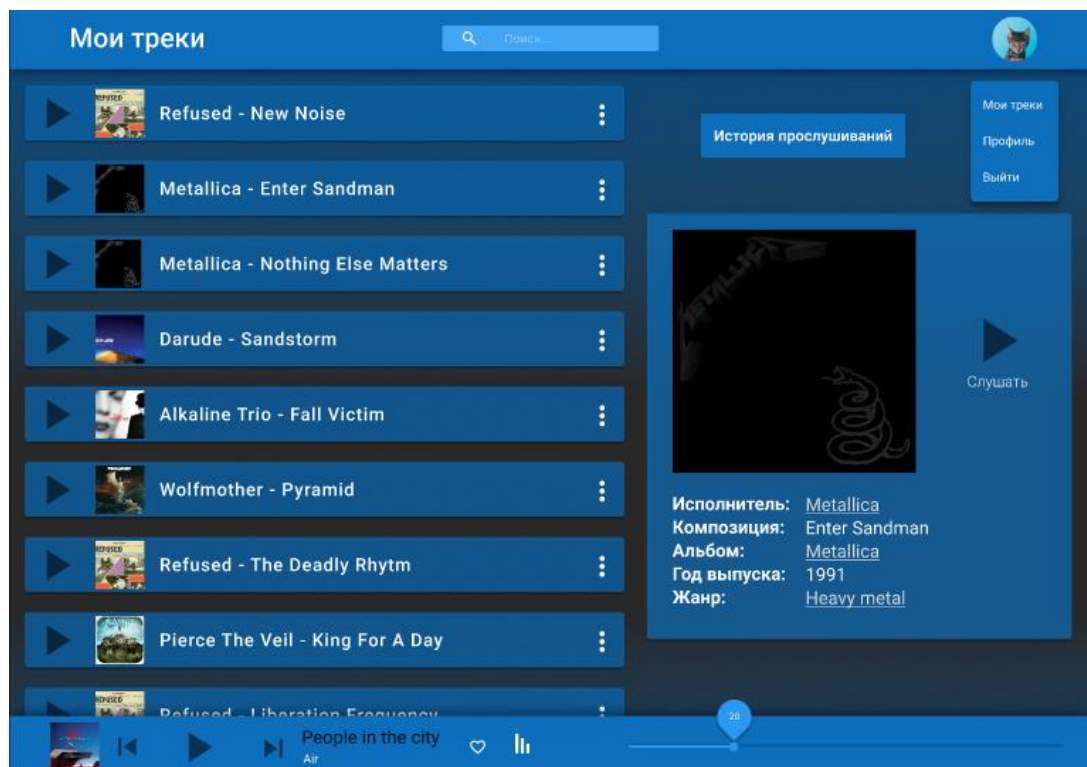 Мои треки
Поиск...
Refused - New Noise
Metallica - Enter Sandman
Metallica - Nothing Else Matters
Darude - Sandstorm
Alkaline Trio - Fall Victim
Wolfmother - Pyramid
Refused - The Deadly Rhytm
Pierce The Veil - King For A Day
Refused - Liberation Frequency
История прослушиваний
Мои треки
Профиль
Выйти
METALLICA
Слушать
Исполнитель: Metallica
Композиция: Enter Sandman
Альбом: Metallica
Год выпуска: 1991
Жанр: Heavy metal
People in the city
Air
20